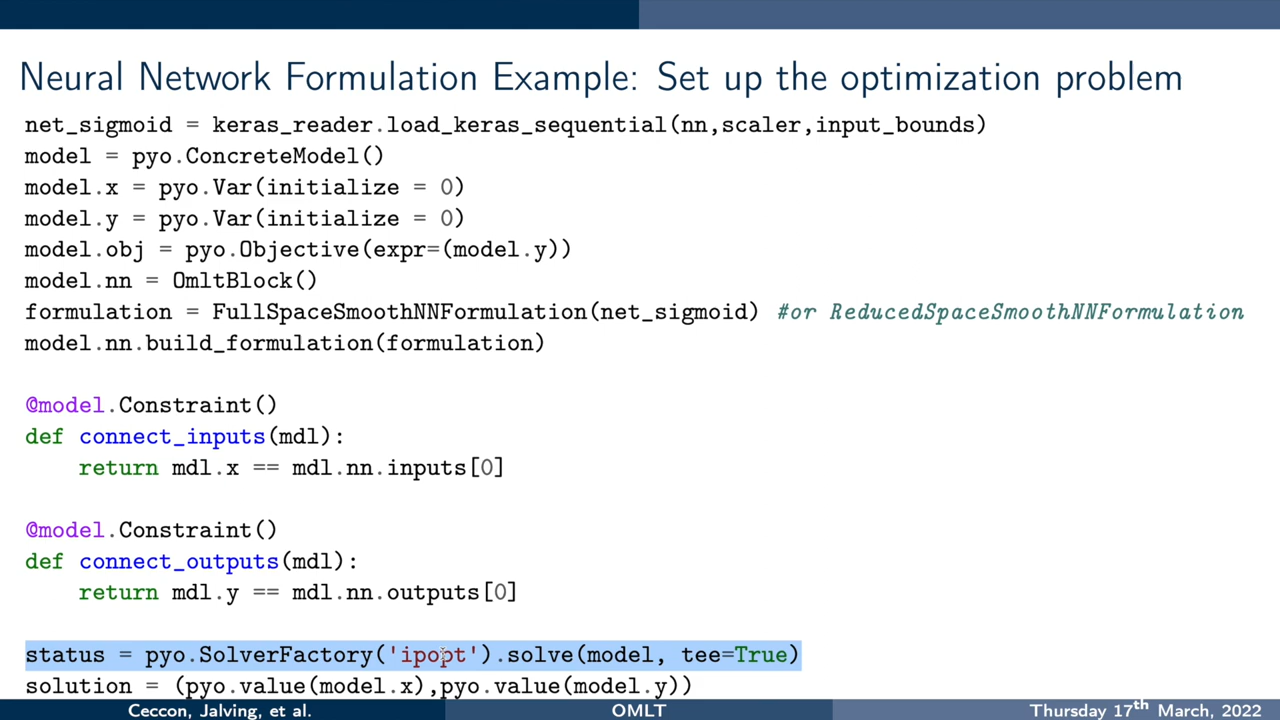 Neural Network Formulation Example: Set up the optimization problem
net_sigmoid = keras_reader.load_keras_sequential(nn,scaler,input_bounds)
model = pyo.ConcreteModel()
model.x = pyo.Var(initialize = 0)
model.y = pyo.Var(initialize = 0)
model.obj = pyo.Objective(expr=(model.y))
model.nn = OmltBlock()
formulation = FullSpaceSmoothNNFormulation(net_sigmoid) #or ReducedSpaceSmoothNNFormulation
model.nn.build_formulation(formulation)
@model.Constraint()
def connect_inputs(mdl):
    return mdl.x == mdl.nn.inputs[0]
@model.Constraint()
def connect_outputs(mdl):
    return mdl.y == mdl.nn.outputs[0]
status = pyo.SolverFactory('ipopt').solve(model, tee=True)
solution = (pyo.value(model.x),pyo.value(model.y))
Ceccon, Jalving, et al. OMLT Thursday 17th March, 2022